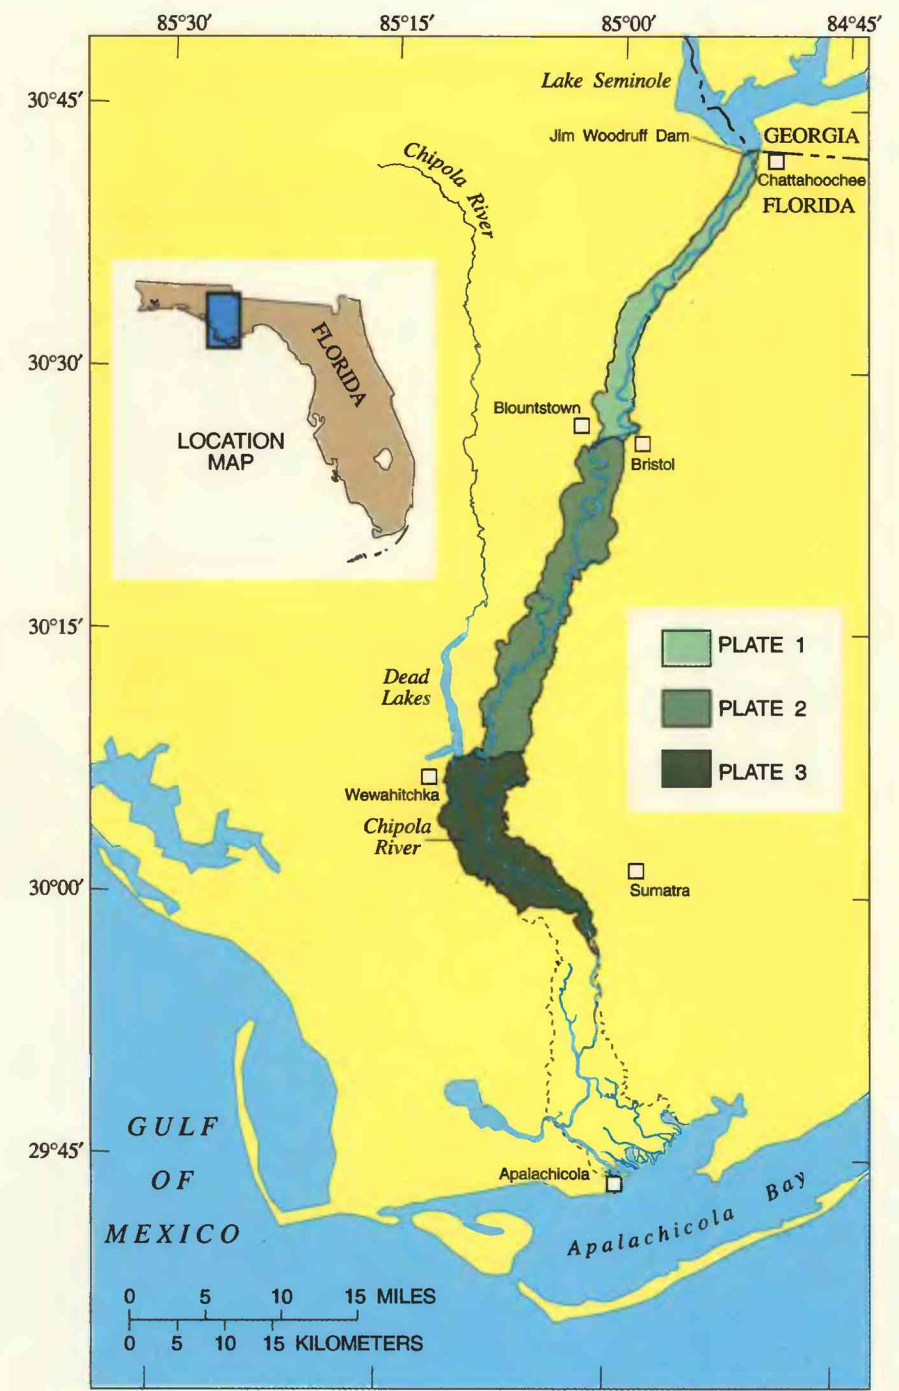 85°30′
85°15′
85°00′
84°45′
30°45′
Lake Seminole
Jim Woodruff Dam
GEORGIA
Chattahoochee
FLORIDA
Chipola River
FLORIDA
LOCATION
MAP
30°30′
Blountstown
Bristol
30°15′
PLATE 1
PLATE 2
PLATE 3
Dead
Lakes
Wewahitchka
Chipola
River
Sumatra
30°00′
GULF
OF
MEXICO
29°45′
Apalachicola
Apalachicola Bay
0 5 10 15 MILES
0 5 10 15 KILOMETERS